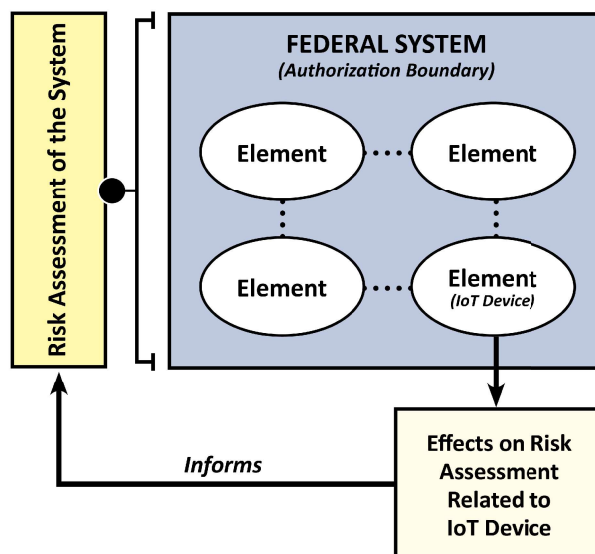 Risk Assessment of the System
FEDERAL SYSTEM
(Authorization Boundary)
Element
Element
Element
Element
(IoT Device)
Informs
Effects on Risk
Assessment
Related to
IoT Device